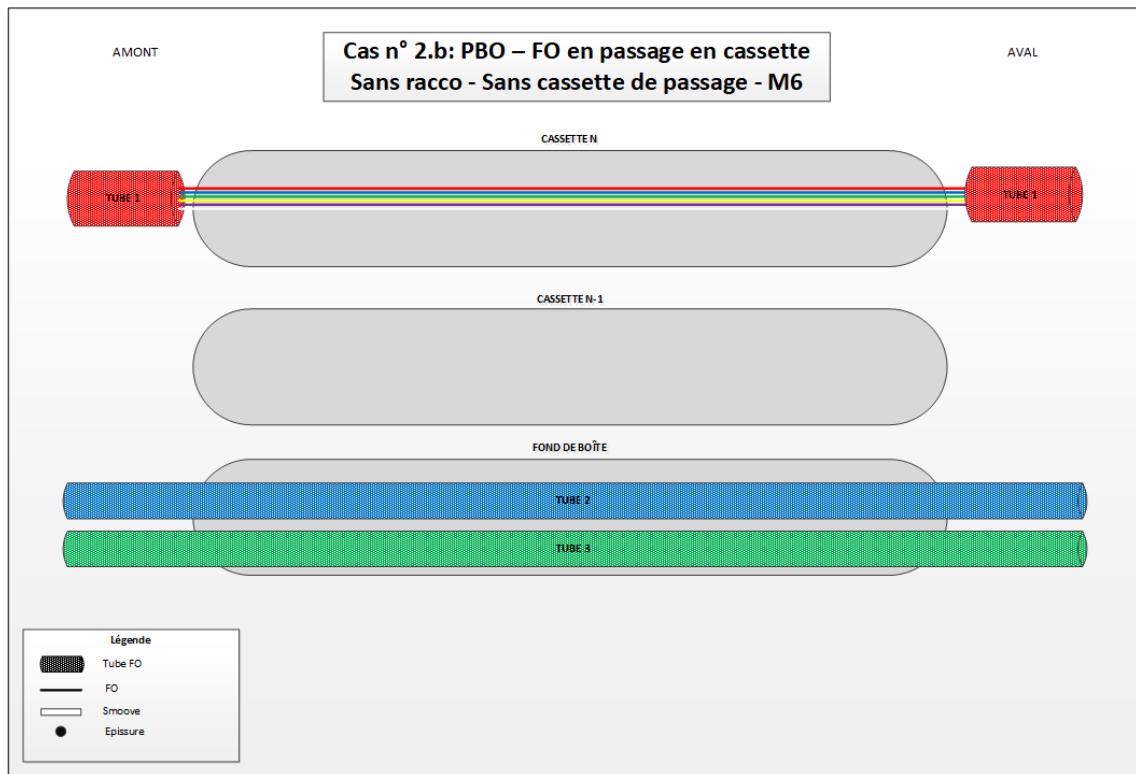 AMONT
Cas n° 2.b: PBO – FO en passage en cassette
Sans racco - Sans cassette de passage - M6
AVAL
CASSETTE N
TUBE 1
TUBE 1
CASSETTE N-1
FOND DE BOÎTE
TUBE 2
TUBE 3
Légende
Tube FO
FO
Smoove
Epissure